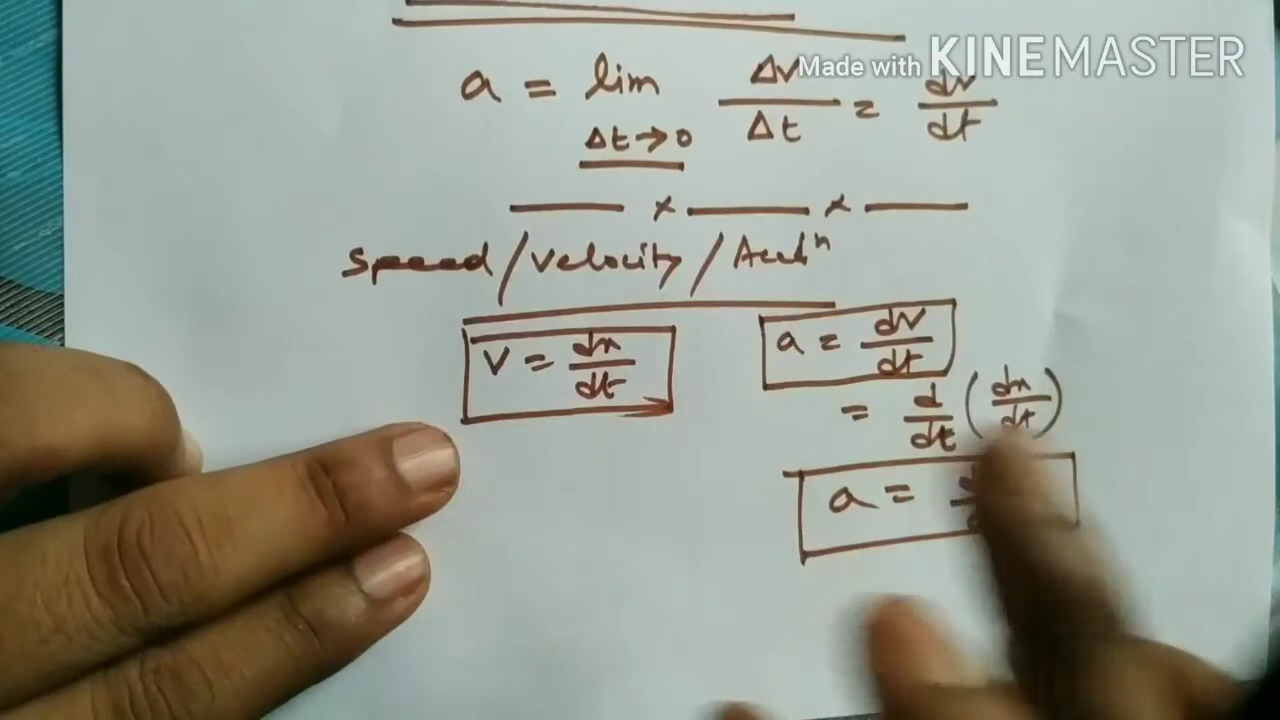 Made with KINEMASTER
a = lim Δv/Δt = dv/dt
Δt→0
—— x —— x ——
Speed / Velocity / Accⁿ
v = dx/dt
a = dv/dt
= d/dt (dx/dt)
a =